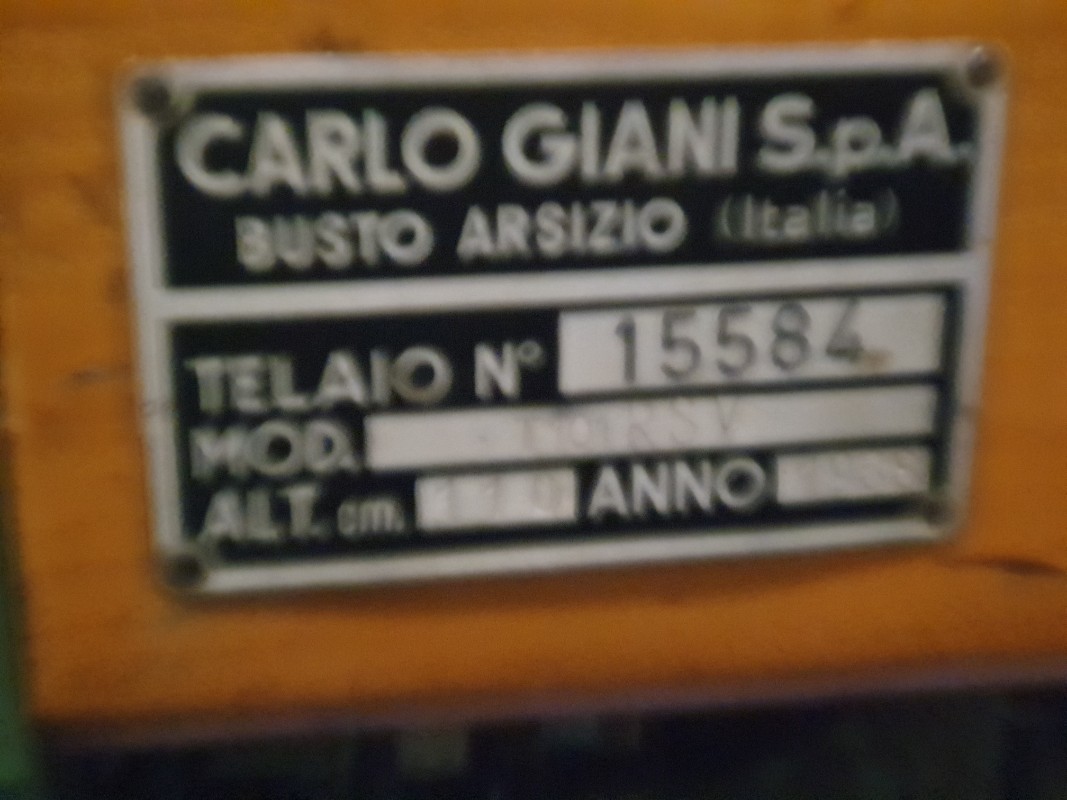 CARLO GIANI S.p.A.
BUSTO ARSIZIO (Italia)
TELAIO N° 15584
MOD.
ALT. cm. ANNO